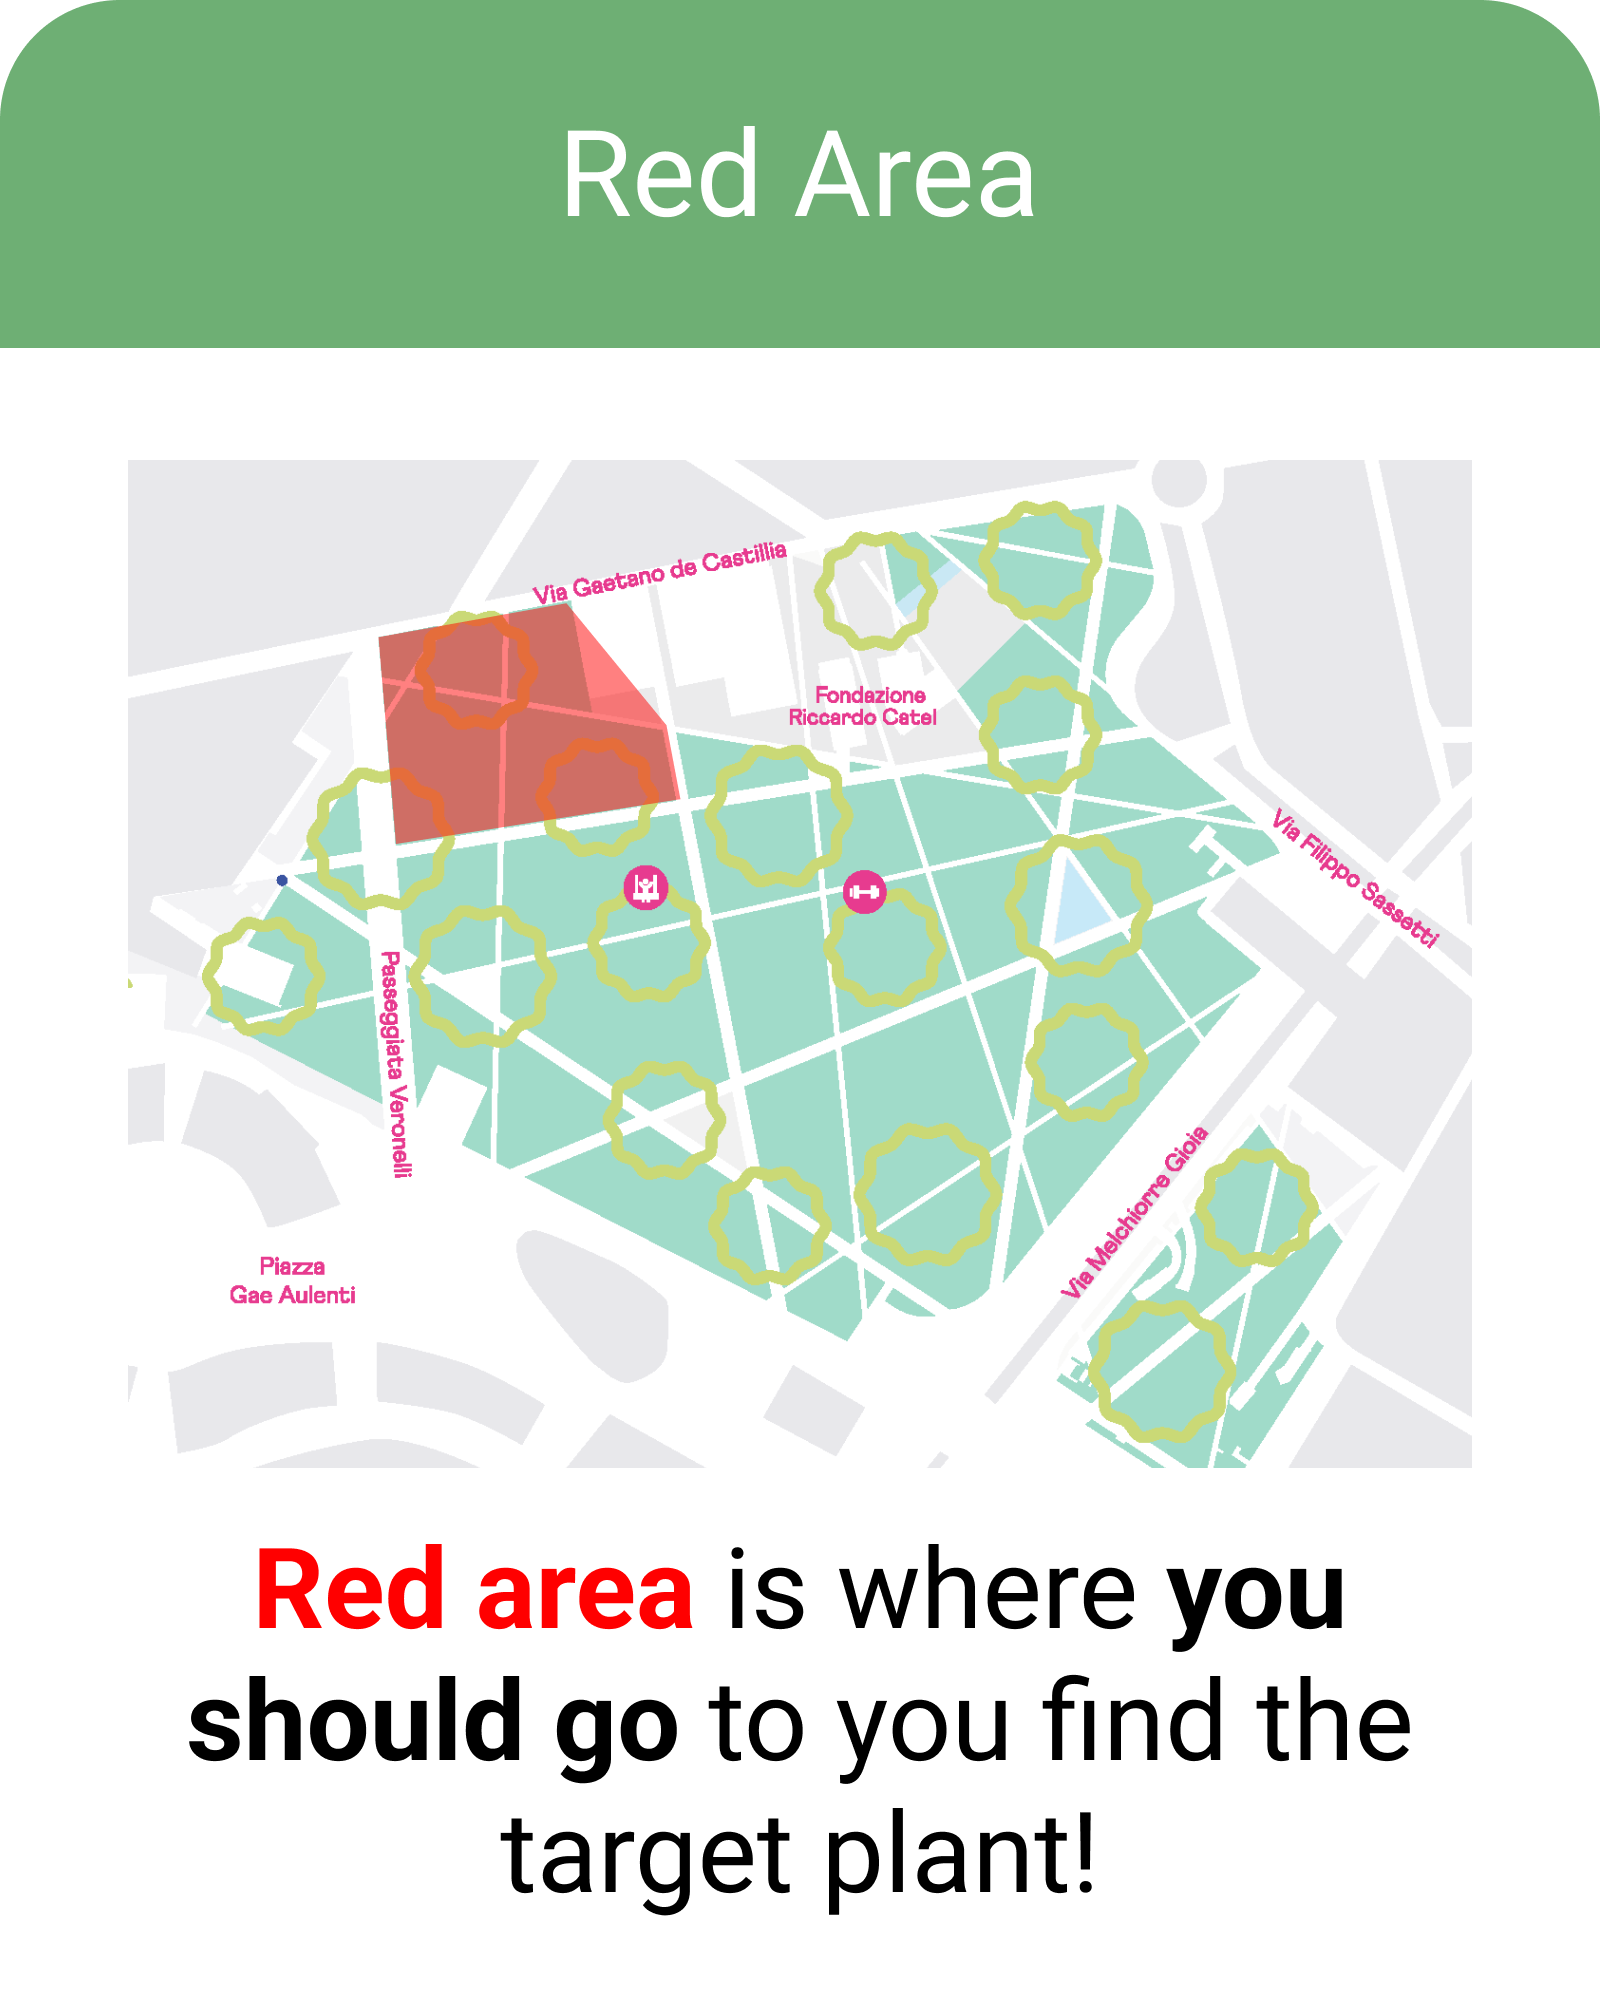 Red Area
Via Gaetano de Castillia
Fondazione
Riccardo Catel
Via Filippo Sassetti
Passeggiata Veronelli
Via Melchiorre Gioia
Piazza
Gae Aulenti
Red area is where you
should go to you find the
target plant!